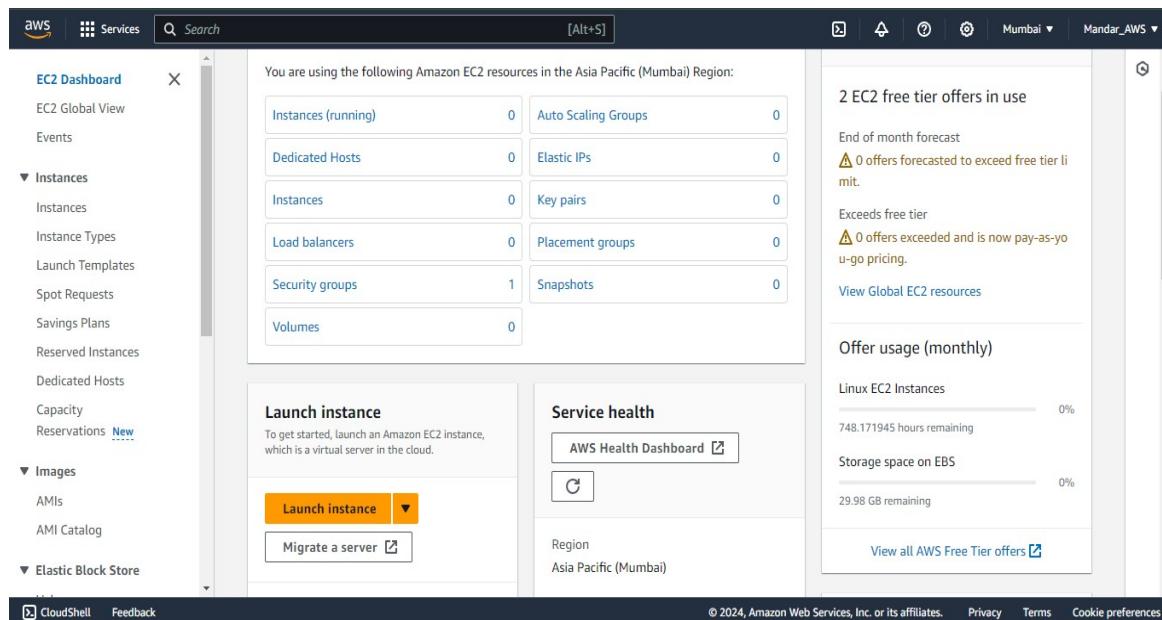 aws
Services
Search
[Alt+S]
Mumbai ▼
Mandar_AWS ▼
EC2 Dashboard
EC2 Global View
Events
▼ Instances
Instances
Instance Types
Launch Templates
Spot Requests
Savings Plans
Reserved Instances
Dedicated Hosts
Capacity
Reservations New
▼ Images
AMIs
AMI Catalog
▼ Elastic Block Store
You are using the following Amazon EC2 resources in the Asia Pacific (Mumbai) Region:
Instances (running) 0
Auto Scaling Groups 0
Dedicated Hosts 0
Elastic IPs 0
Instances 0
Key pairs 0
Load balancers 0
Placement groups 0
Security groups 1
Snapshots 0
Volumes 0
Launch instance
To get started, launch an Amazon EC2 instance,
which is a virtual server in the cloud.
Launch instance ▼
Migrate a server
Service health
AWS Health Dashboard
Region
Asia Pacific (Mumbai)
2 EC2 free tier offers in use
End of month forecast
0 offers forecasted to exceed free tier li
mit.
Exceeds free tier
0 offers exceeded and is now pay-as-yo
u-go pricing.
View Global EC2 resources
Offer usage (monthly)
Linux EC2 Instances
0%
748.171945 hours remaining
Storage space on EBS
0%
29.98 GB remaining
View all AWS Free Tier offers
CloudShell
Feedback
© 2024, Amazon Web Services, Inc. or its affiliates.
Privacy
Terms
Cookie preferences